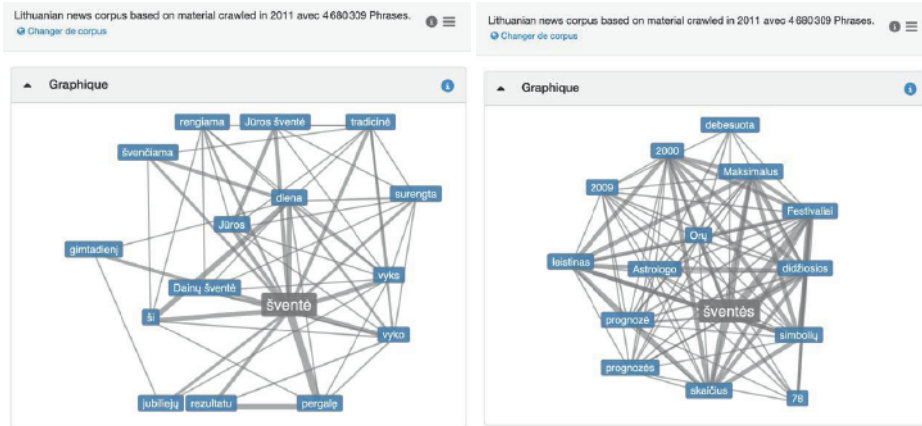 Lithuanian news corpus based on material crawled in 2011 avec 4 680 309 Phrases.
Changer de corpus
Graphique
rengiama
Jūros šventė
tradicinė
švenčiama
diena
surengta
Jūros
gimtadienį
vyks
Dainų šventė
šventė
ši
vyko
jubiliejų
rezultatu
pergalę
Lithuanian news corpus based on material crawled in 2011 avec 4 680 309 Phrases.
Changer de corpus
Graphique
debesuota
2000
Maksimalus
2009
Festivaliai
Orų
leistinas
Astrologo
didžiosios
šventės
prognozė
simbolių
prognozės
skaičius
78